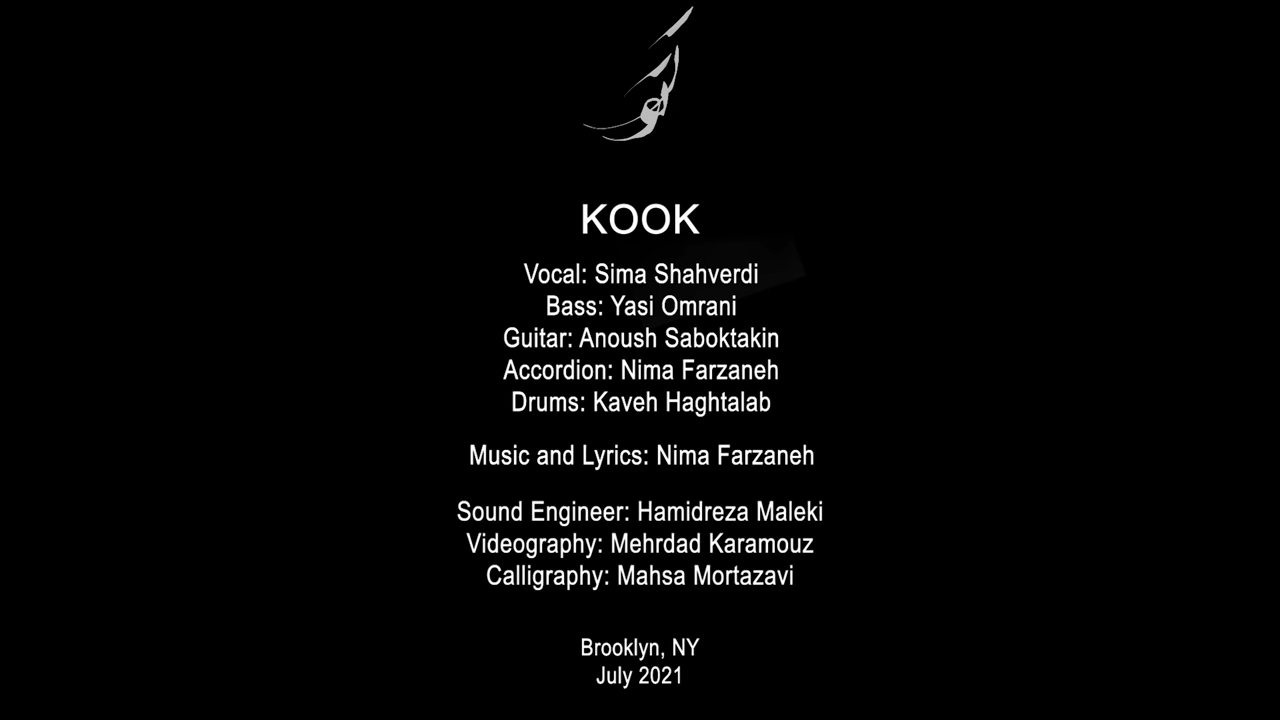 کوک
KOOK
Vocal: Sima Shahverdi
Bass: Yasi Omrani
Guitar: Anoush Saboktakin
Accordion: Nima Farzaneh
Drums: Kaveh Haghtalab
Music and Lyrics: Nima Farzaneh
Sound Engineer: Hamidreza Maleki
Videography: Mehrdad Karamouz
Calligraphy: Mahsa Mortazavi
Brooklyn, NY
July 2021